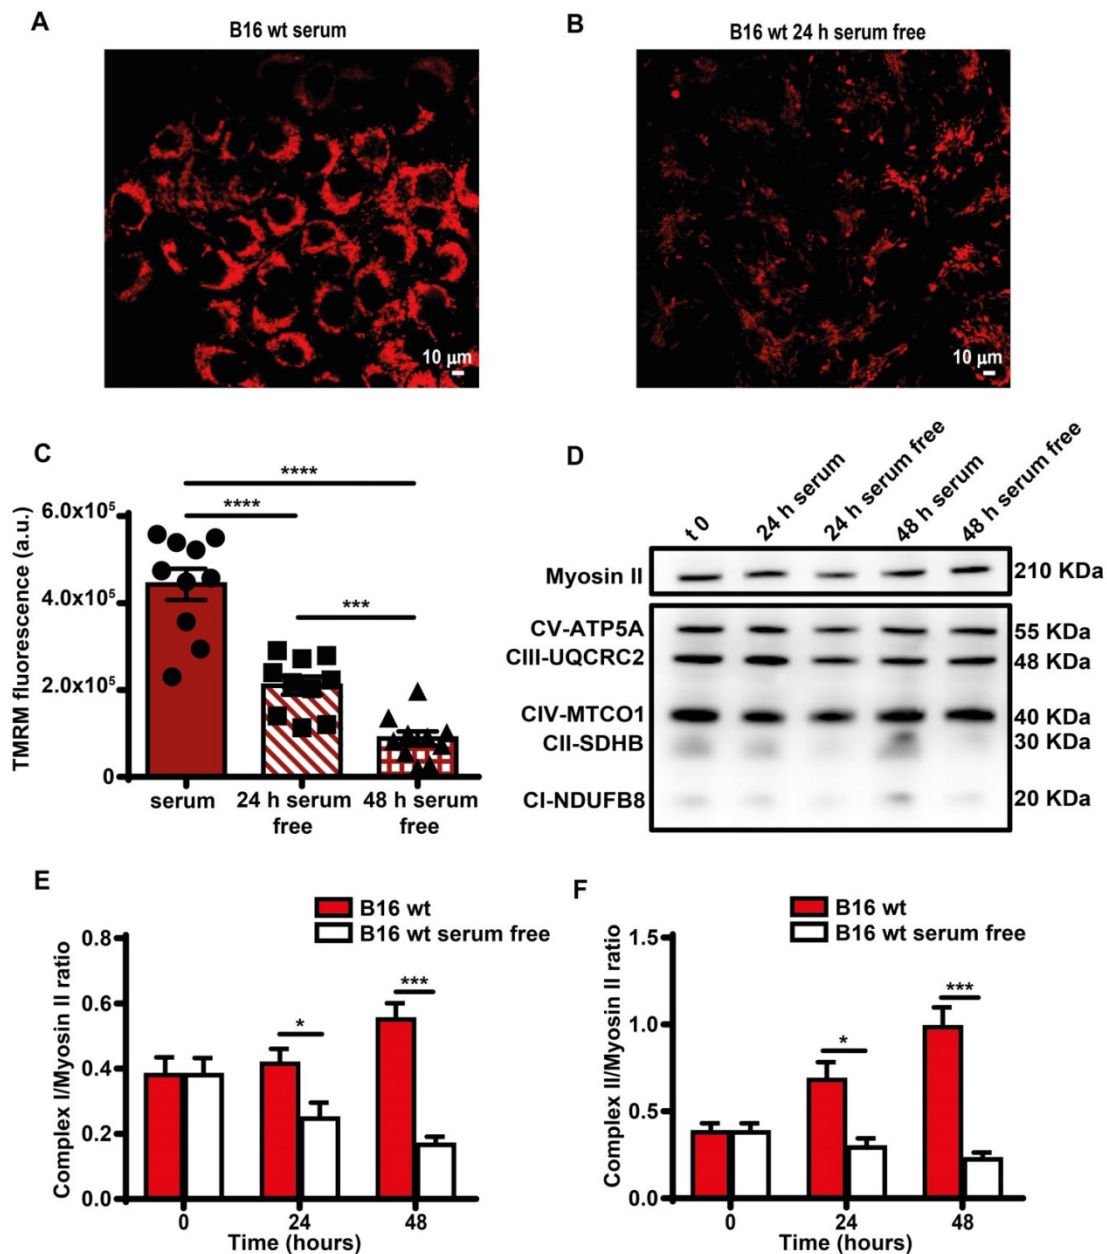 A
B16 wt serum
10 μm
B
B16 wt 24 h serum free
10 μm
C
****
****
***
TMRM fluorescence (a.u.)
6.0x10⁵
4.0x10⁵
2.0x10⁵
0
serum
24 h serum
free
48 h serum
free
D
t 0
24 h serum
24 h serum free
48 h serum
48 h serum free
Myosin II
210 KDa
CV-ATP5A
55 KDa
CIII-UQCRC2
48 KDa
CIV-MTCO1
40 KDa
CII-SDHB
30 KDa
CI-NDUFB8
20 KDa
E
B16 wt
B16 wt serum free
Complex I/Myosin II ratio
0.8
0.6
0.4
0.2
0.0
*
***
0
24
48
Time (hours)
F
B16 wt
B16 wt serum free
Complex II/Myosin II ratio
1.5
1.0
0.5
0.0
*
***
0
24
48
Time (hours)